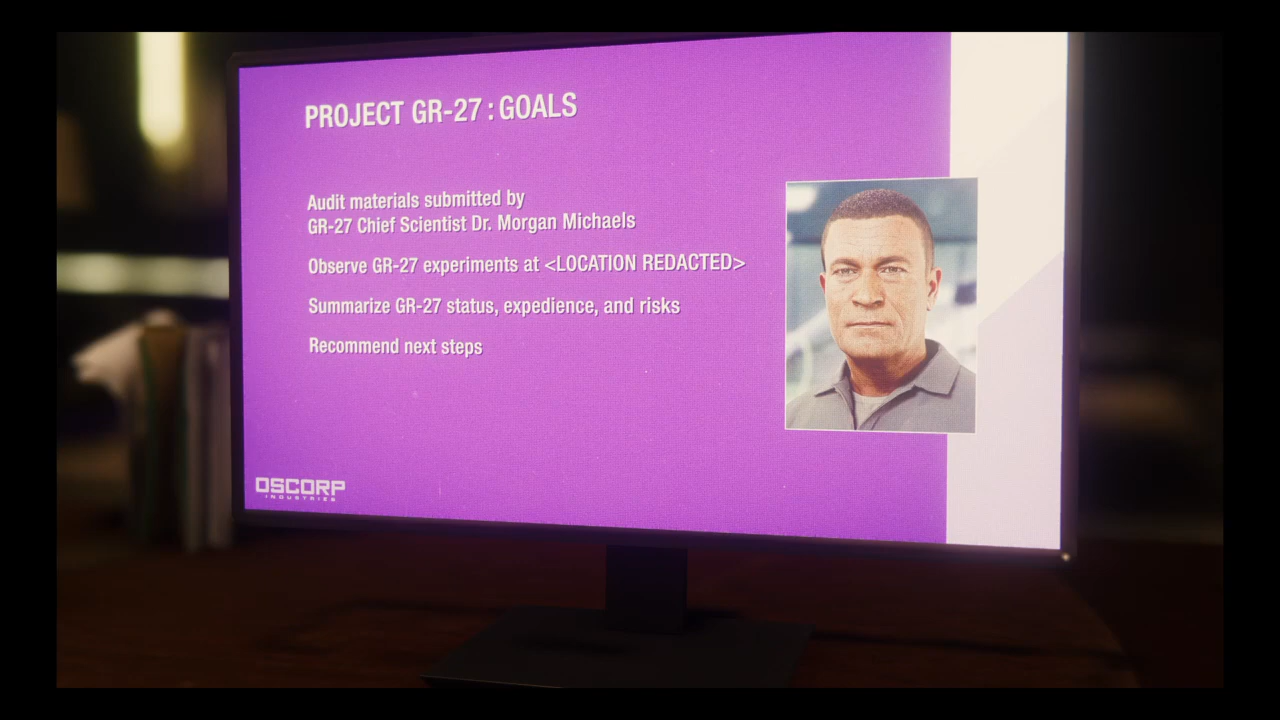 PROJECT GR-27 : GOALS
Audit materials submitted by
GR-27 Chief Scientist Dr. Morgan Michaels
Observe GR-27 experiments at <LOCATION REDACTED>
Summarize GR-27 status, expedience, and risks
Recommend next steps
OSCORP
INDUSTRIES